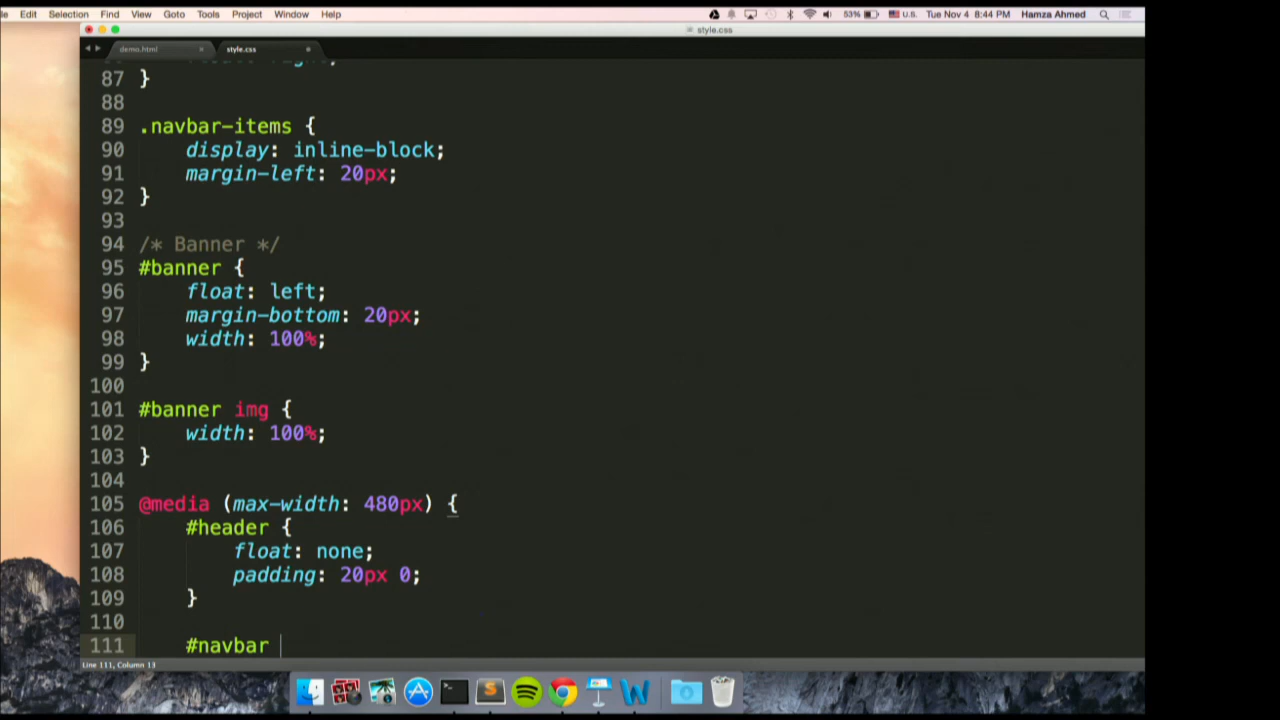 le Edit Selection Find View Goto Tools Project Window Help 53% U.S. Tue Nov 4 8:44 PM Hamza Ahmed
style.css
demo.html style.css
87 }
88
89 .navbar-items {
90 display: inline-block;
91 margin-left: 20px;
92 }
93
94 /* Banner */
95 #banner {
96 float: left;
97 margin-bottom: 20px;
98 width: 100%;
99 }
100
101 #banner img {
102 width: 100%;
103 }
104
105 @media (max-width: 480px) {
106 #header {
107 float: none;
108 padding: 20px 0;
109 }
110
111 #navbar
Line 111, Column 13